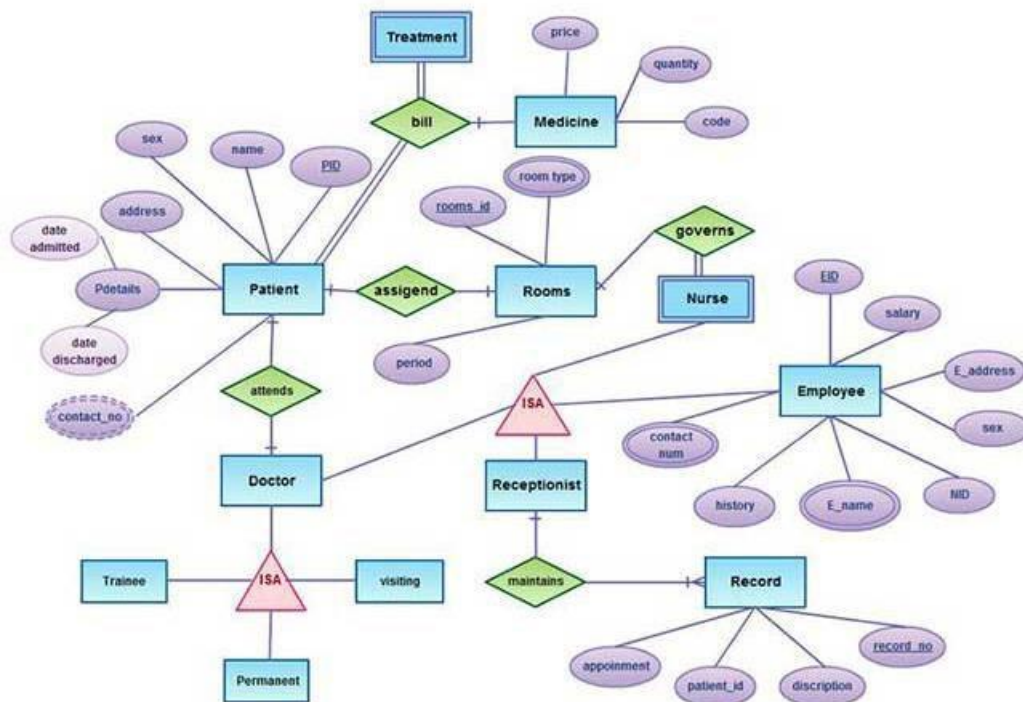 Treatment
price
quantity
bill
Medicine
code
sex
name
PID
room type
rooms_id
address
date
admitted
governs
Pdetails
Patient
assigend
Rooms
Nurse
EID
salary
date
discharged
period
E_address
attends
ISA
Employee
contact_no
contact
num
sex
Doctor
Receptionist
history
E_name
NID
Trainee
ISA
visiting
maintains
Record
Permanent
appoinment
patient_id
discription
record_no